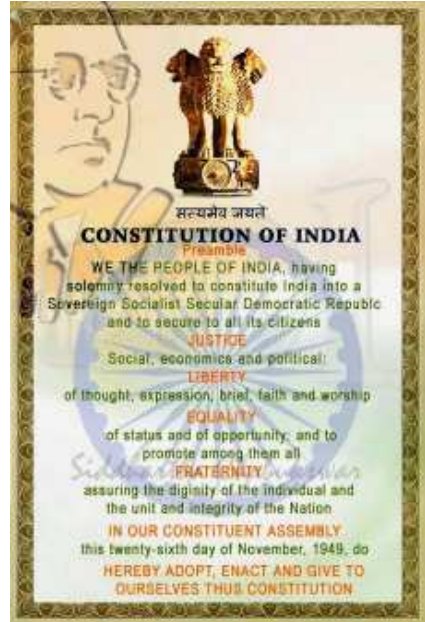 सत्यमेव जयते
CONSTITUTION OF INDIA
Preamble
WE THE PEOPLE OF INDIA, having
solemny resolved to constitute India into a
Sovereign Socialist Secular Democratic Republc
and to secure to all its citizens
JUSTICE
Social, economics and political;
LIBERTY
of thought, expression, brief, faith and worship
EQUALITY
of status and of opportunity; and to
promote among them all
FRATERNITY
assuring the diginity of the individual and
the unit and integrity of the Nation
IN OUR CONSTITUENT ASSEMBLY
this twenty-sixth day of November, 1949, do
HEREBY ADOPT, ENACT AND GIVE TO
OURSELVES THUS CONSTITUTION